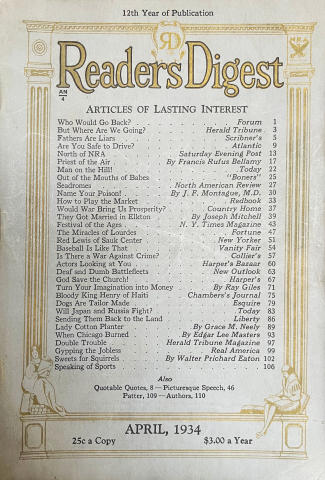 12th Year of Publication
RD
Readers Digest
AN
4
ARTICLES OF LASTING INTEREST
Who Would Go Back? . . . . . Forum 1
But Where Are We Going? . . . . . Herald Tribune 3
Fathers Are Liars . . . . . Scribner's 5
Are You Safe to Drive? . . . . . Atlantic 9
North of NRA . . . . . Saturday Evening Post 13
Priest of the Air . . . . . By Francis Rufus Bellamy 17
Man on the Hill! . . . . . Today 22
Out of the Mouths of Babes . . . . . "Boners" 25
Seadromes . . . . . North American Review 27
Name Your Poison! . . . . . By J. F. Montague, M.D. 30
How to Play the Market . . . . . Redbook 33
Would War Bring Us Prosperity? . . . . . Country Home 37
They Got Married in Elkton . . . . . By Joseph Mitchell 39
Festival of the Ages . . . . . N. Y. Times Magazine 43
The Miracles of Lourdes . . . . . Fortune 47
Red Lewis of Sauk Center . . . . . New Yorker 51
Baseball Is Like That . . . . . Vanity Fair 54
Is There a War Against Crime? . . . . . Collier's 57
Actors Looking at You . . . . . Harper's Bazaar 60
Deaf and Dumb Battlefleets . . . . . New Outlook 63
God Save the Church! . . . . . Harper's 67
Turn Your Imagination into Money . . . . . By Ray Giles 71
Bloody King Henry of Haiti . . . . . Chambers's Journal 75
Dogs Are Tailor Made . . . . . Esquire 79
Will Japan and Russia Fight? . . . . . Today 83
Sending Them Back to the Land . . . . . Liberty 86
Lady Cotton Planter . . . . . By Grace M. Neely 89
When Chicago Burned . . . . . By Edgar Lee Masters 93
Double Trouble . . . . . Herald Tribune Magazine 97
Gypping the Jobless . . . . . Real America 99
Sweets for Squirrels . . . . . By Walter Prichard Eaton 102
Speaking of Sports . . . . . 106
Also
Quotable Quotes, 8 — Picturesque Speech, 46
Patter, 109 — Authors, 110
APRIL, 1934
25c a Copy $3.00 a Year